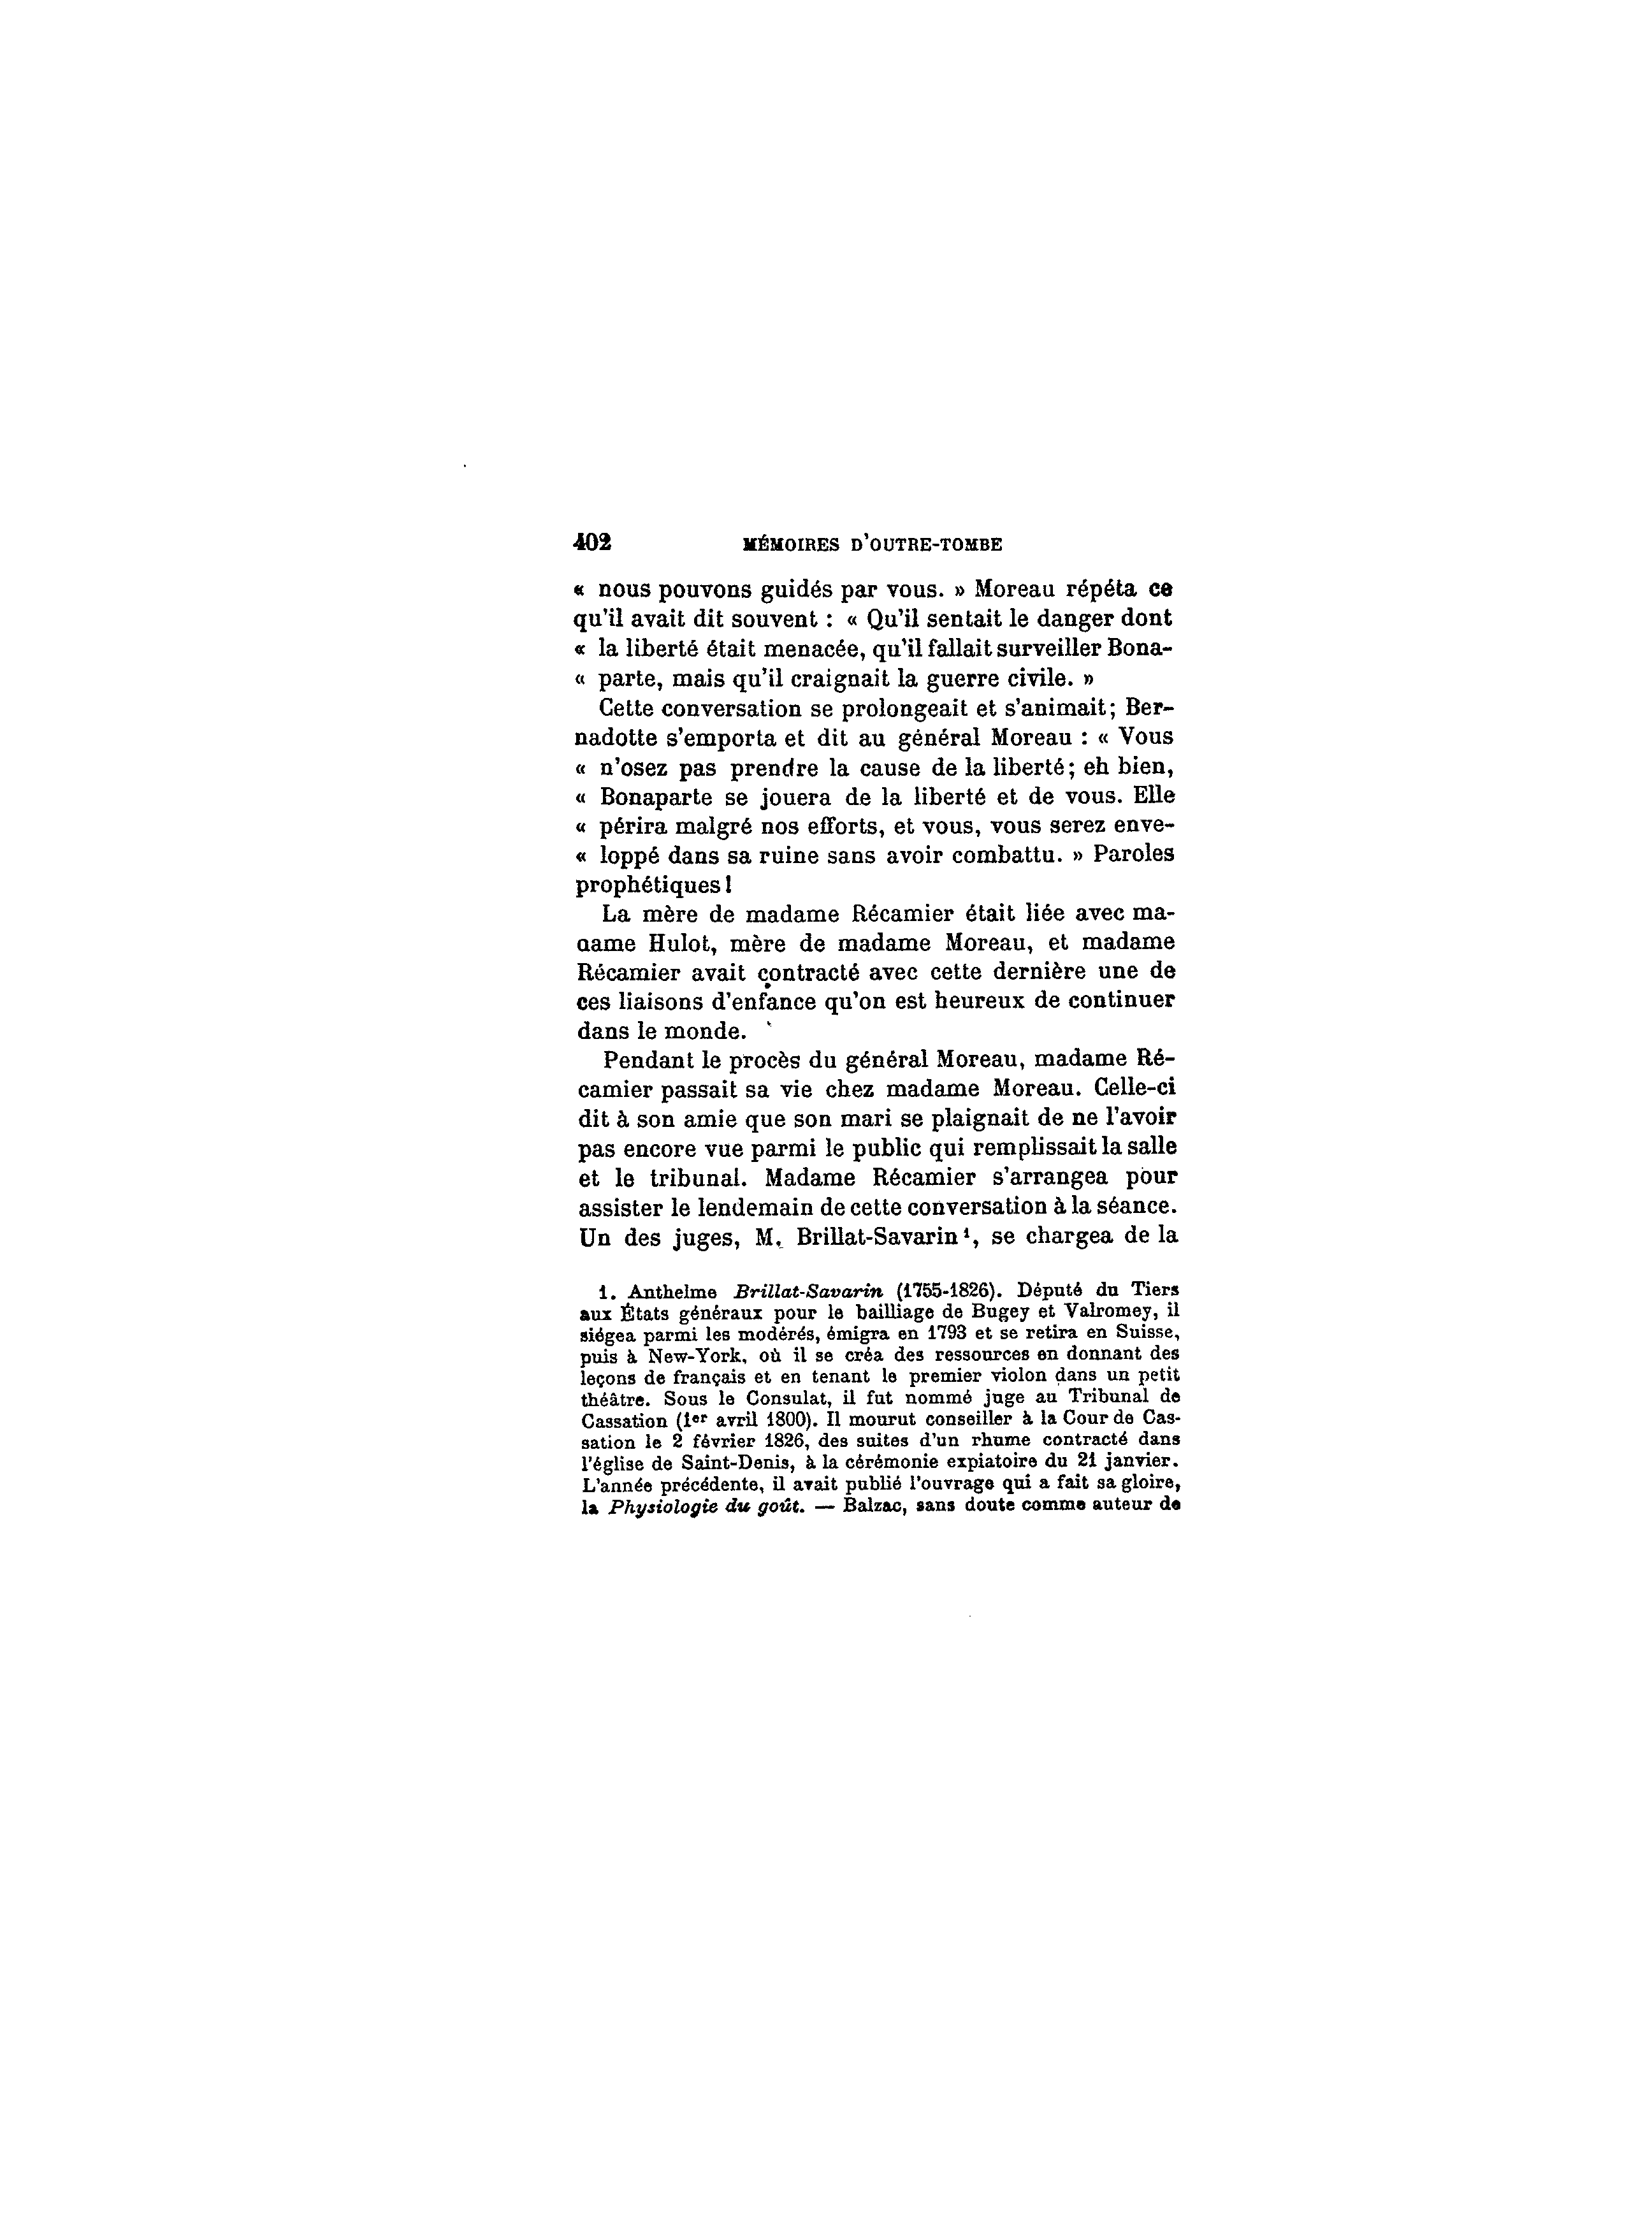 402 MÉMOIRES D'OUTRE-TOMBE
« nous pouvons guidés par vous. » Moreau répéta ce
qu'il avait dit souvent : « Qu'il sentait le danger dont
« la liberté était menacée, qu'il fallait surveiller Bona-
« parte, mais qu'il craignait la guerre civile. »
Cette conversation se prolongeait et s'animait; Ber-
nadotte s'emporta et dit au général Moreau : « Vous
« n'osez pas prendre la cause de la liberté; eh bien,
« Bonaparte se jouera de la liberté et de vous. Elle
« périra malgré nos efforts, et vous, vous serez enve-
« loppé dans sa ruine sans avoir combattu. » Paroles
prophétiques!
La mère de madame Récamier était liée avec ma-
dame Hulot, mère de madame Moreau, et madame
Récamier avait contracté avec cette dernière une de
ces liaisons d'enfance qu'on est heureux de continuer
dans le monde.
Pendant le procès du général Moreau, madame Ré-
camier passait sa vie chez madame Moreau. Celle-ci
dit à son amie que son mari se plaignait de ne l'avoir
pas encore vue parmi le public qui remplissait la salle
et le tribunal. Madame Récamier s'arrangea pour
assister le lendemain de cette conversation à la séance.
Un des juges, M. Brillat-Savarin¹, se chargea de la
1. Anthelme Brillat-Savarin (1755-1826). Député du Tiers
aux États généraux pour le bailliage de Bugey et Valromey, il
siégea parmi les modérés, émigra en 1793 et se retira en Suisse,
puis à New-York, où il se créa des ressources en donnant des
leçons de français et en tenant le premier violon dans un petit
théâtre. Sous le Consulat, il fut nommé juge au Tribunal de
Cassation (1er avril 1800). Il mourut conseiller à la Cour de Cas-
sation le 2 février 1826, des suites d'un rhume contracté dans
l'église de Saint-Denis, à la cérémonie expiatoire du 21 janvier.
L'année précédente, il avait publié l'ouvrage qui a fait sa gloire,
la Physiologie du goût. — Balzac, sans doute comme auteur de